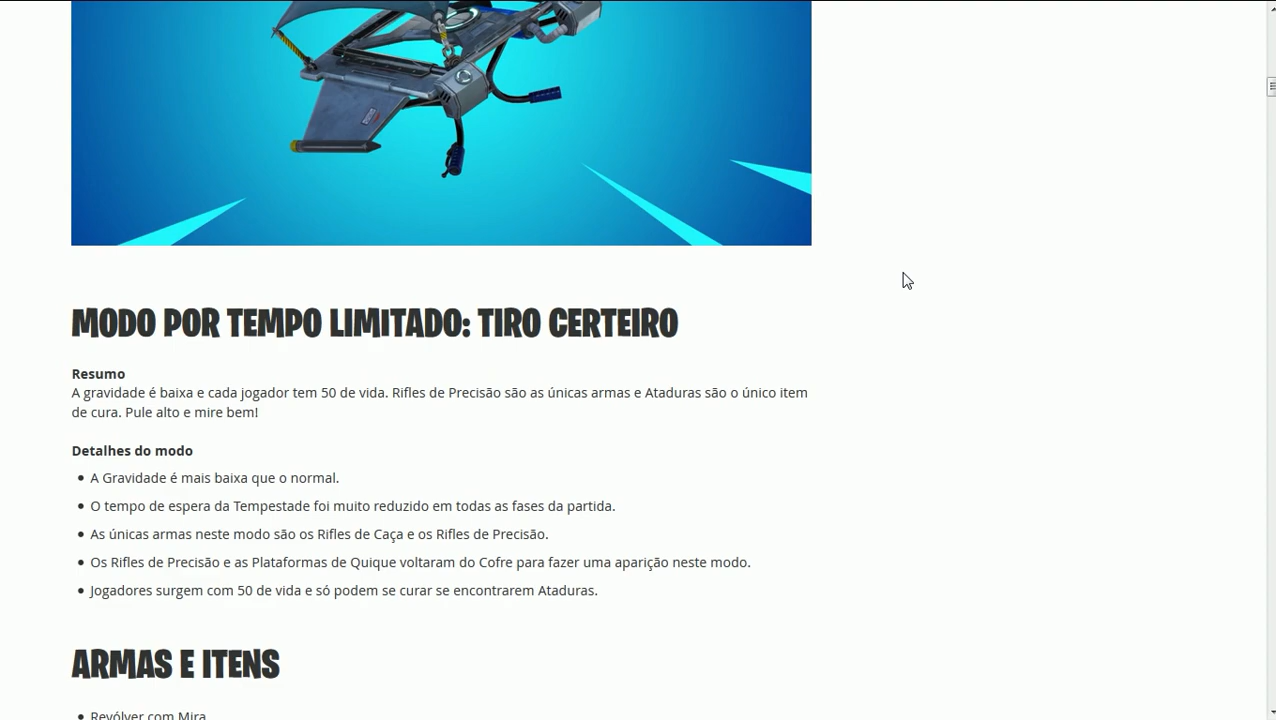 MODO POR TEMPO LIMITADO: TIRO CERTEIRO
Resumo
A gravidade é baixa e cada jogador tem 50 de vida. Rifles de Precisão são as únicas armas e Ataduras são o único item
de cura. Pule alto e mire bem!
Detalhes do modo
• A Gravidade é mais baixa que o normal.
• O tempo de espera da Tempestade foi muito reduzido em todas as fases da partida.
• As únicas armas neste modo são os Rifles de Caça e os Rifles de Precisão.
• Os Rifles de Precisão e as Plataformas de Quique voltaram do Cofre para fazer uma aparição neste modo.
• Jogadores surgem com 50 de vida e só podem se curar se encontrarem Ataduras.
ARMAS E ITENS
• Revólver com Mira